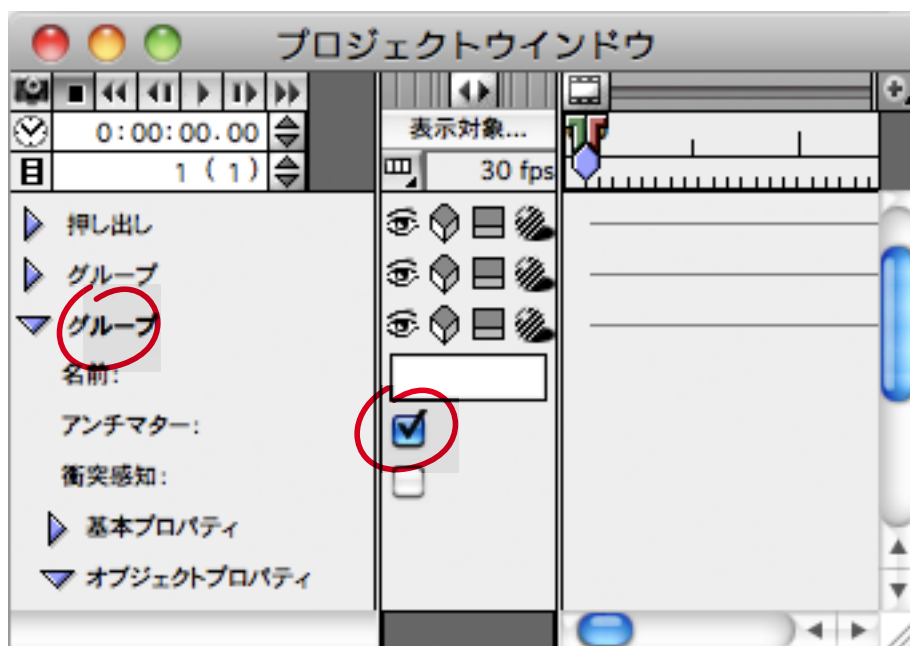 プロジェクトウインドウ
0:00:00.00
表示対象...
1 ( 1 )
30 fps
押し出し
グループ
グループ
名前:
アンチマター:
衝突感知:
基本プロパティ
オブジェクトプロパティ